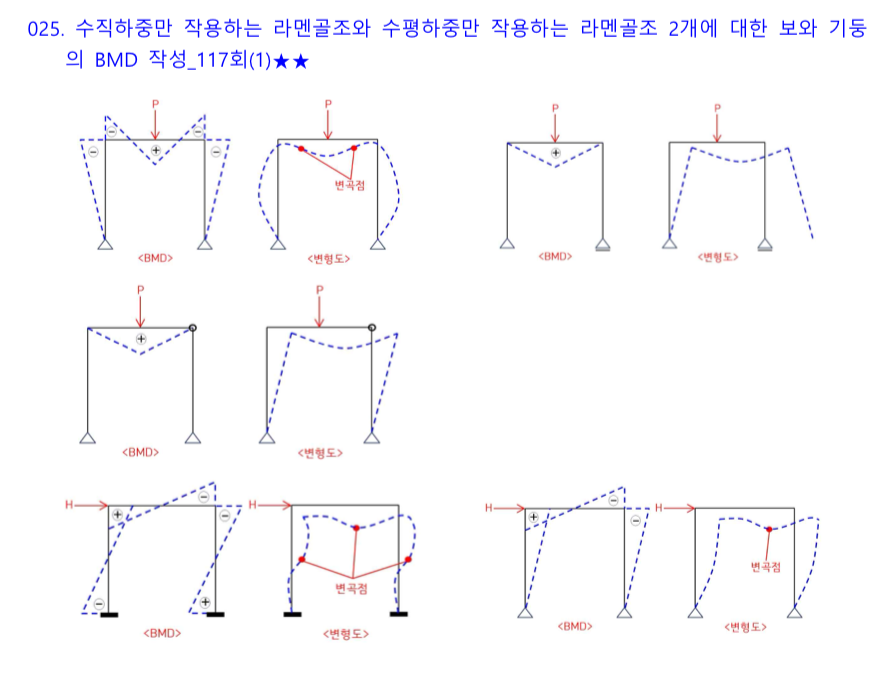 025. 수직하중만 작용하는 라멘골조와 수평하중만 작용하는 라멘골조 2개에 대한 보와 기둥
의 BMD 작성_117회(1)★★
P P P P
변곡점
<BMD> <변형도> <BMD> <변형도>
P P
<BMD> <변형도>
H H H H
변곡점
변곡점
<BMD> <변형도> <BMD> <변형도>